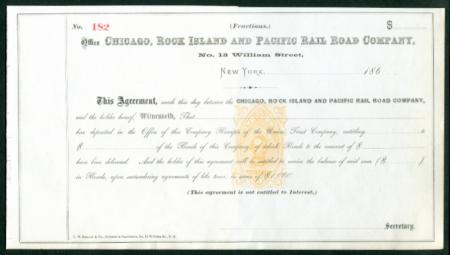 No. 182 (Fractions.) $
Office Chicago, Rock Island and Pacific Rail Road Company,
No. 13 William Street,
New York, 186
This Agreement, made this day between the CHICAGO, ROCK ISLAND AND PACIFIC RAIL ROAD COMPANY,
and the holder hereof, Witnesseth, That
has deposited in the Office of this Company Receipts of the Union Trust Company, entitling to
$ of the Bonds of this Company, of which Bonds to the amount of $
have been delivered. And the holder of this agreement will be entitled to receive the balance of said sum ($ )
in Bonds, upon surrendering agreements of like tenor, in sums of $1,000.
(This agreement is not entitled to Interest.)
Secretary.